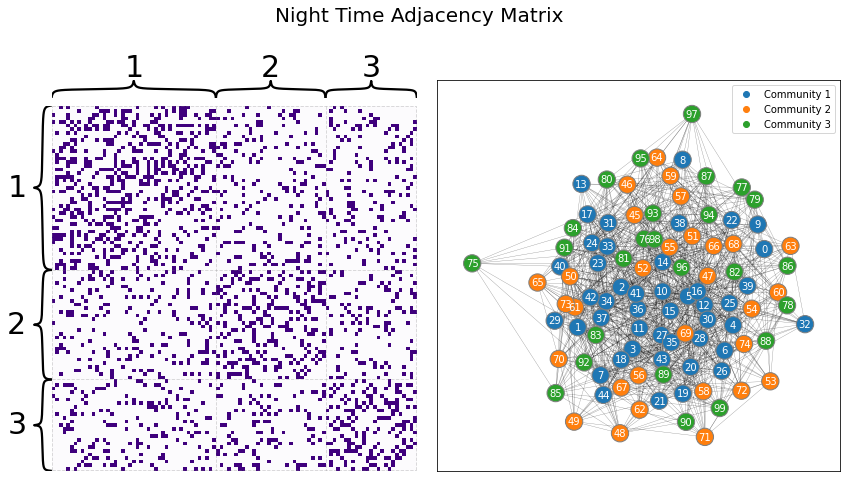 Night Time Adjacency Matrix
1 2 3
1
2
3
Community 1
Community 2
Community 3
97
95 64 8
13 80 46 59 87 77
57 79
17 31 45 93 38 94 22 9
84
91 24 33 76 98 55 51 66 68 0 63
75 40 23 81 52 14 96 82 86
65 50 47 39
73 61 42 34 2 41 10 5 16 12 25 60 78
29 1 37 36 15 30 54 4 32
83 11 27 69 28
70 92 18 3 35 6 74 88
43 20 26
7 56 89
85 44 67 19 58 72 53
21
49 62 99
48 90 71